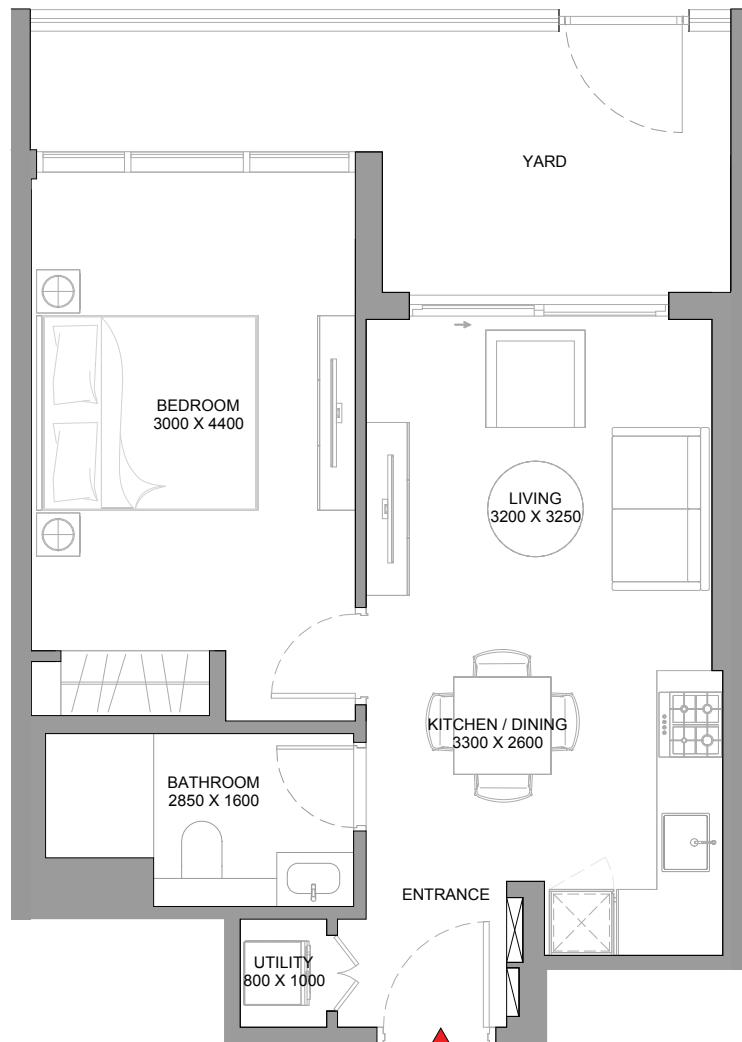 YARD
BEDROOM
3000 X 4400
LIVING
3200 X 3250
KITCHEN / DINING
3300 X 2600
BATHROOM
2850 X 1600
ENTRANCE
UTILITY
800 X 1000